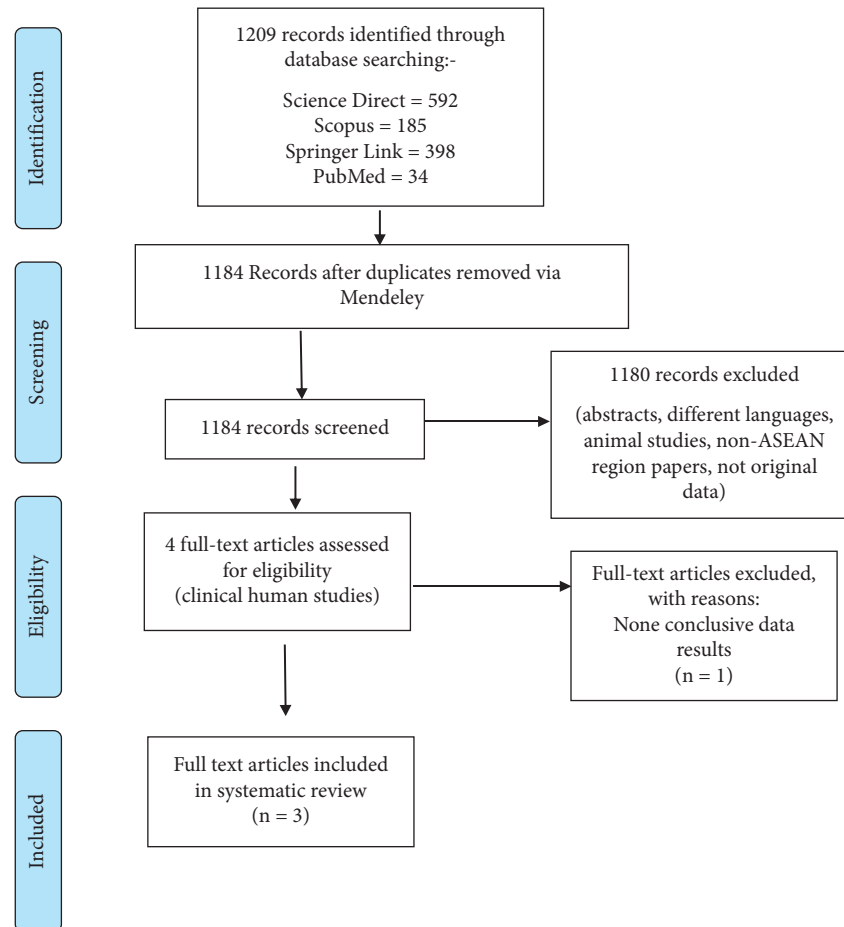 Identification
1209 records identified through
database searching:-
Science Direct = 592
Scopus = 185
Springer Link = 398
PubMed = 34
Screening
1184 Records after duplicates removed via
Mendeley
1184 records screened
1180 records excluded
(abstracts, different languages,
animal studies, non-ASEAN
region papers, not original
data)
Eligibility
4 full-text articles assessed
for eligibility
(clinical human studies)
Full-text articles excluded,
with reasons:
None conclusive data
results
(n = 1)
Included
Full text articles included
in systematic review
(n = 3)